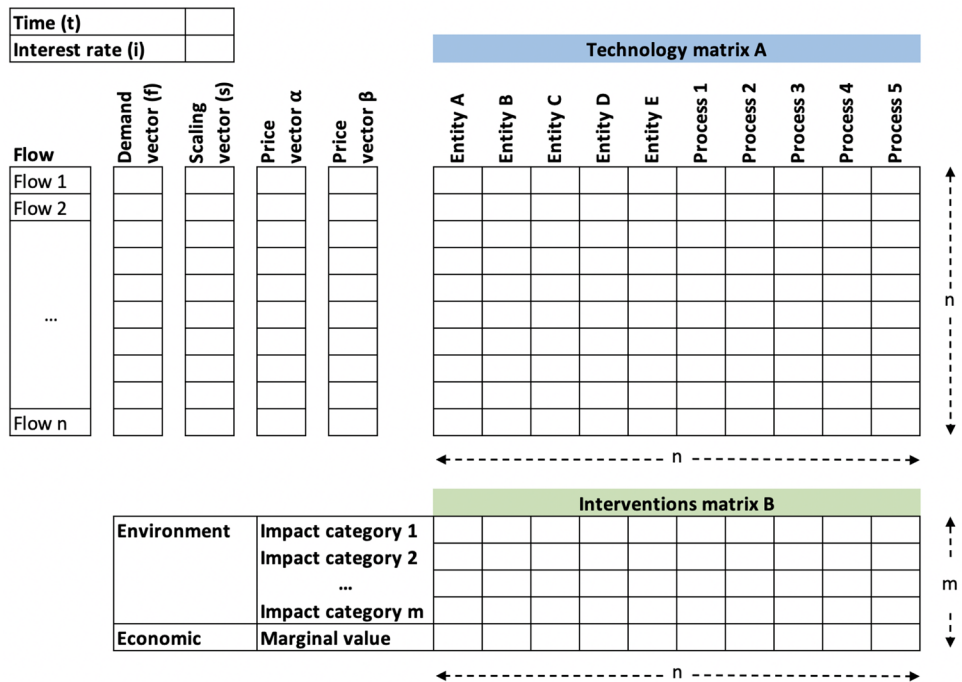 Time (t)
Interest rate (i)
Technology matrix A
Flow
Demand
vector (f)
Scaling
vector (s)
Price
vector α
Price
vector β
Entity A
Entity B
Entity C
Entity D
Entity E
Process 1
Process 2
Process 3
Process 4
Process 5
Flow 1
Flow 2
...
Flow n
n
n
Interventions matrix B
Environment
Impact category 1
Impact category 2
...
Impact category m
Economic
Marginal value
m
n